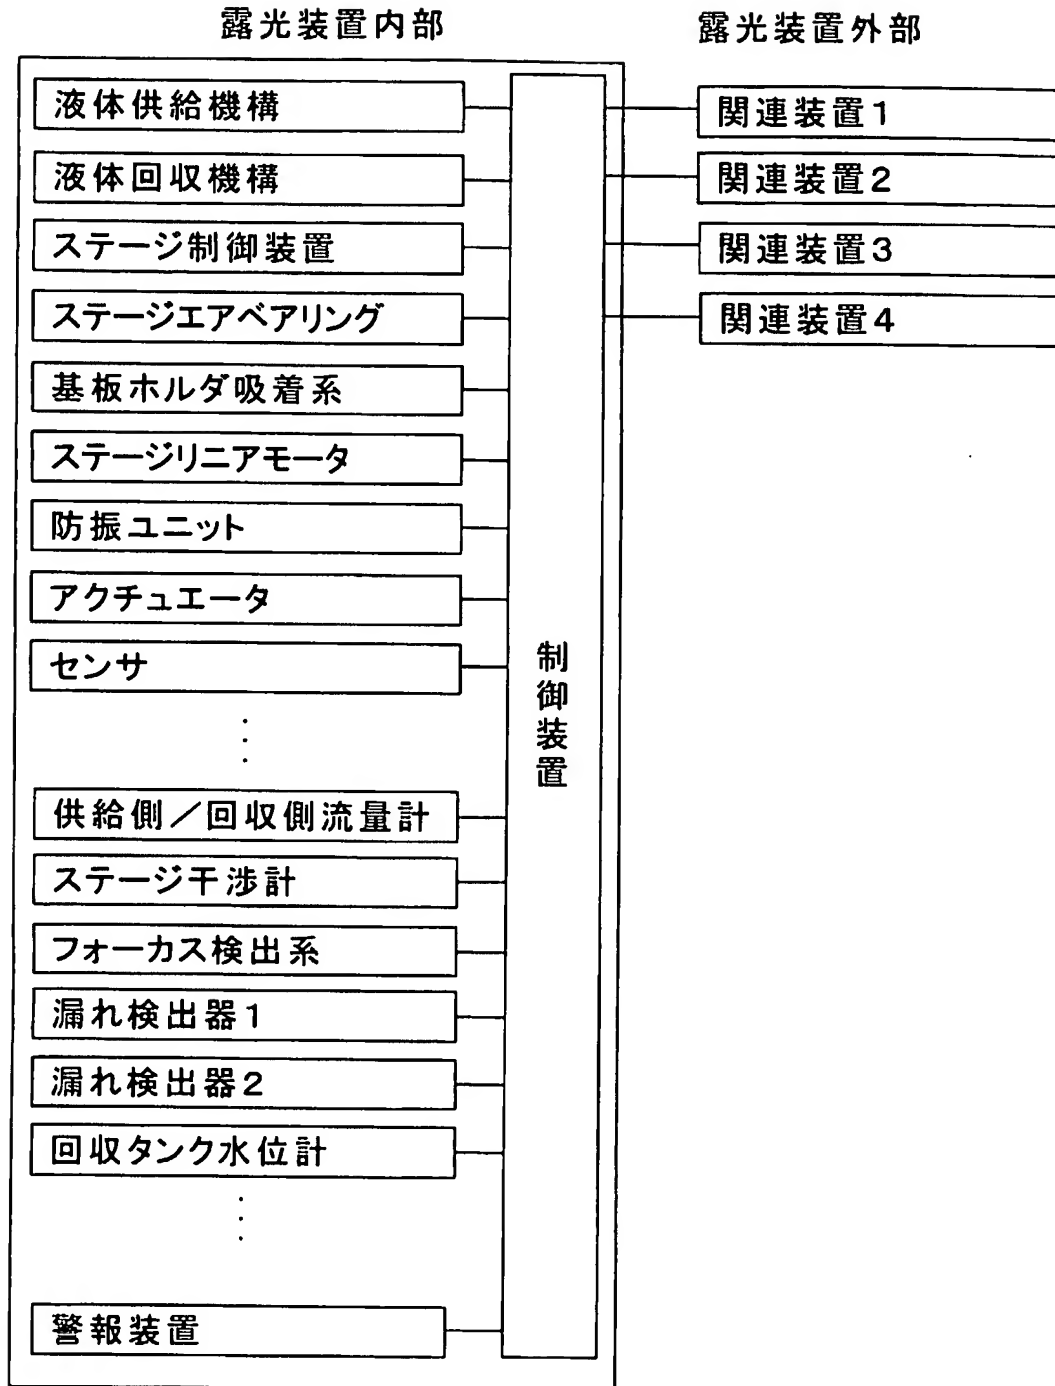 露光装置内部
露光装置外部
液体供給機構
液体回収機構
ステージ制御装置
ステージエアベアリング
基板ホルダ吸着系
ステージリニアモータ
防振ユニット
アクチュエータ
センサ
供給側／回収側流量計
ステージ干渉計
フォーカス検出系
漏れ検出器1
漏れ検出器2
回収タンク水位計
警報装置
制御装置
関連装置1
関連装置2
関連装置3
関連装置4